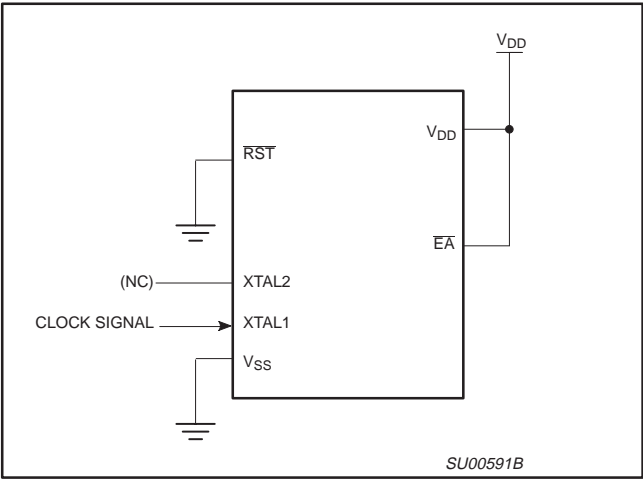 VDD
VDD
RST
EA
(NC)
XTAL2
CLOCK SIGNAL
XTAL1
VSS
SU00591B